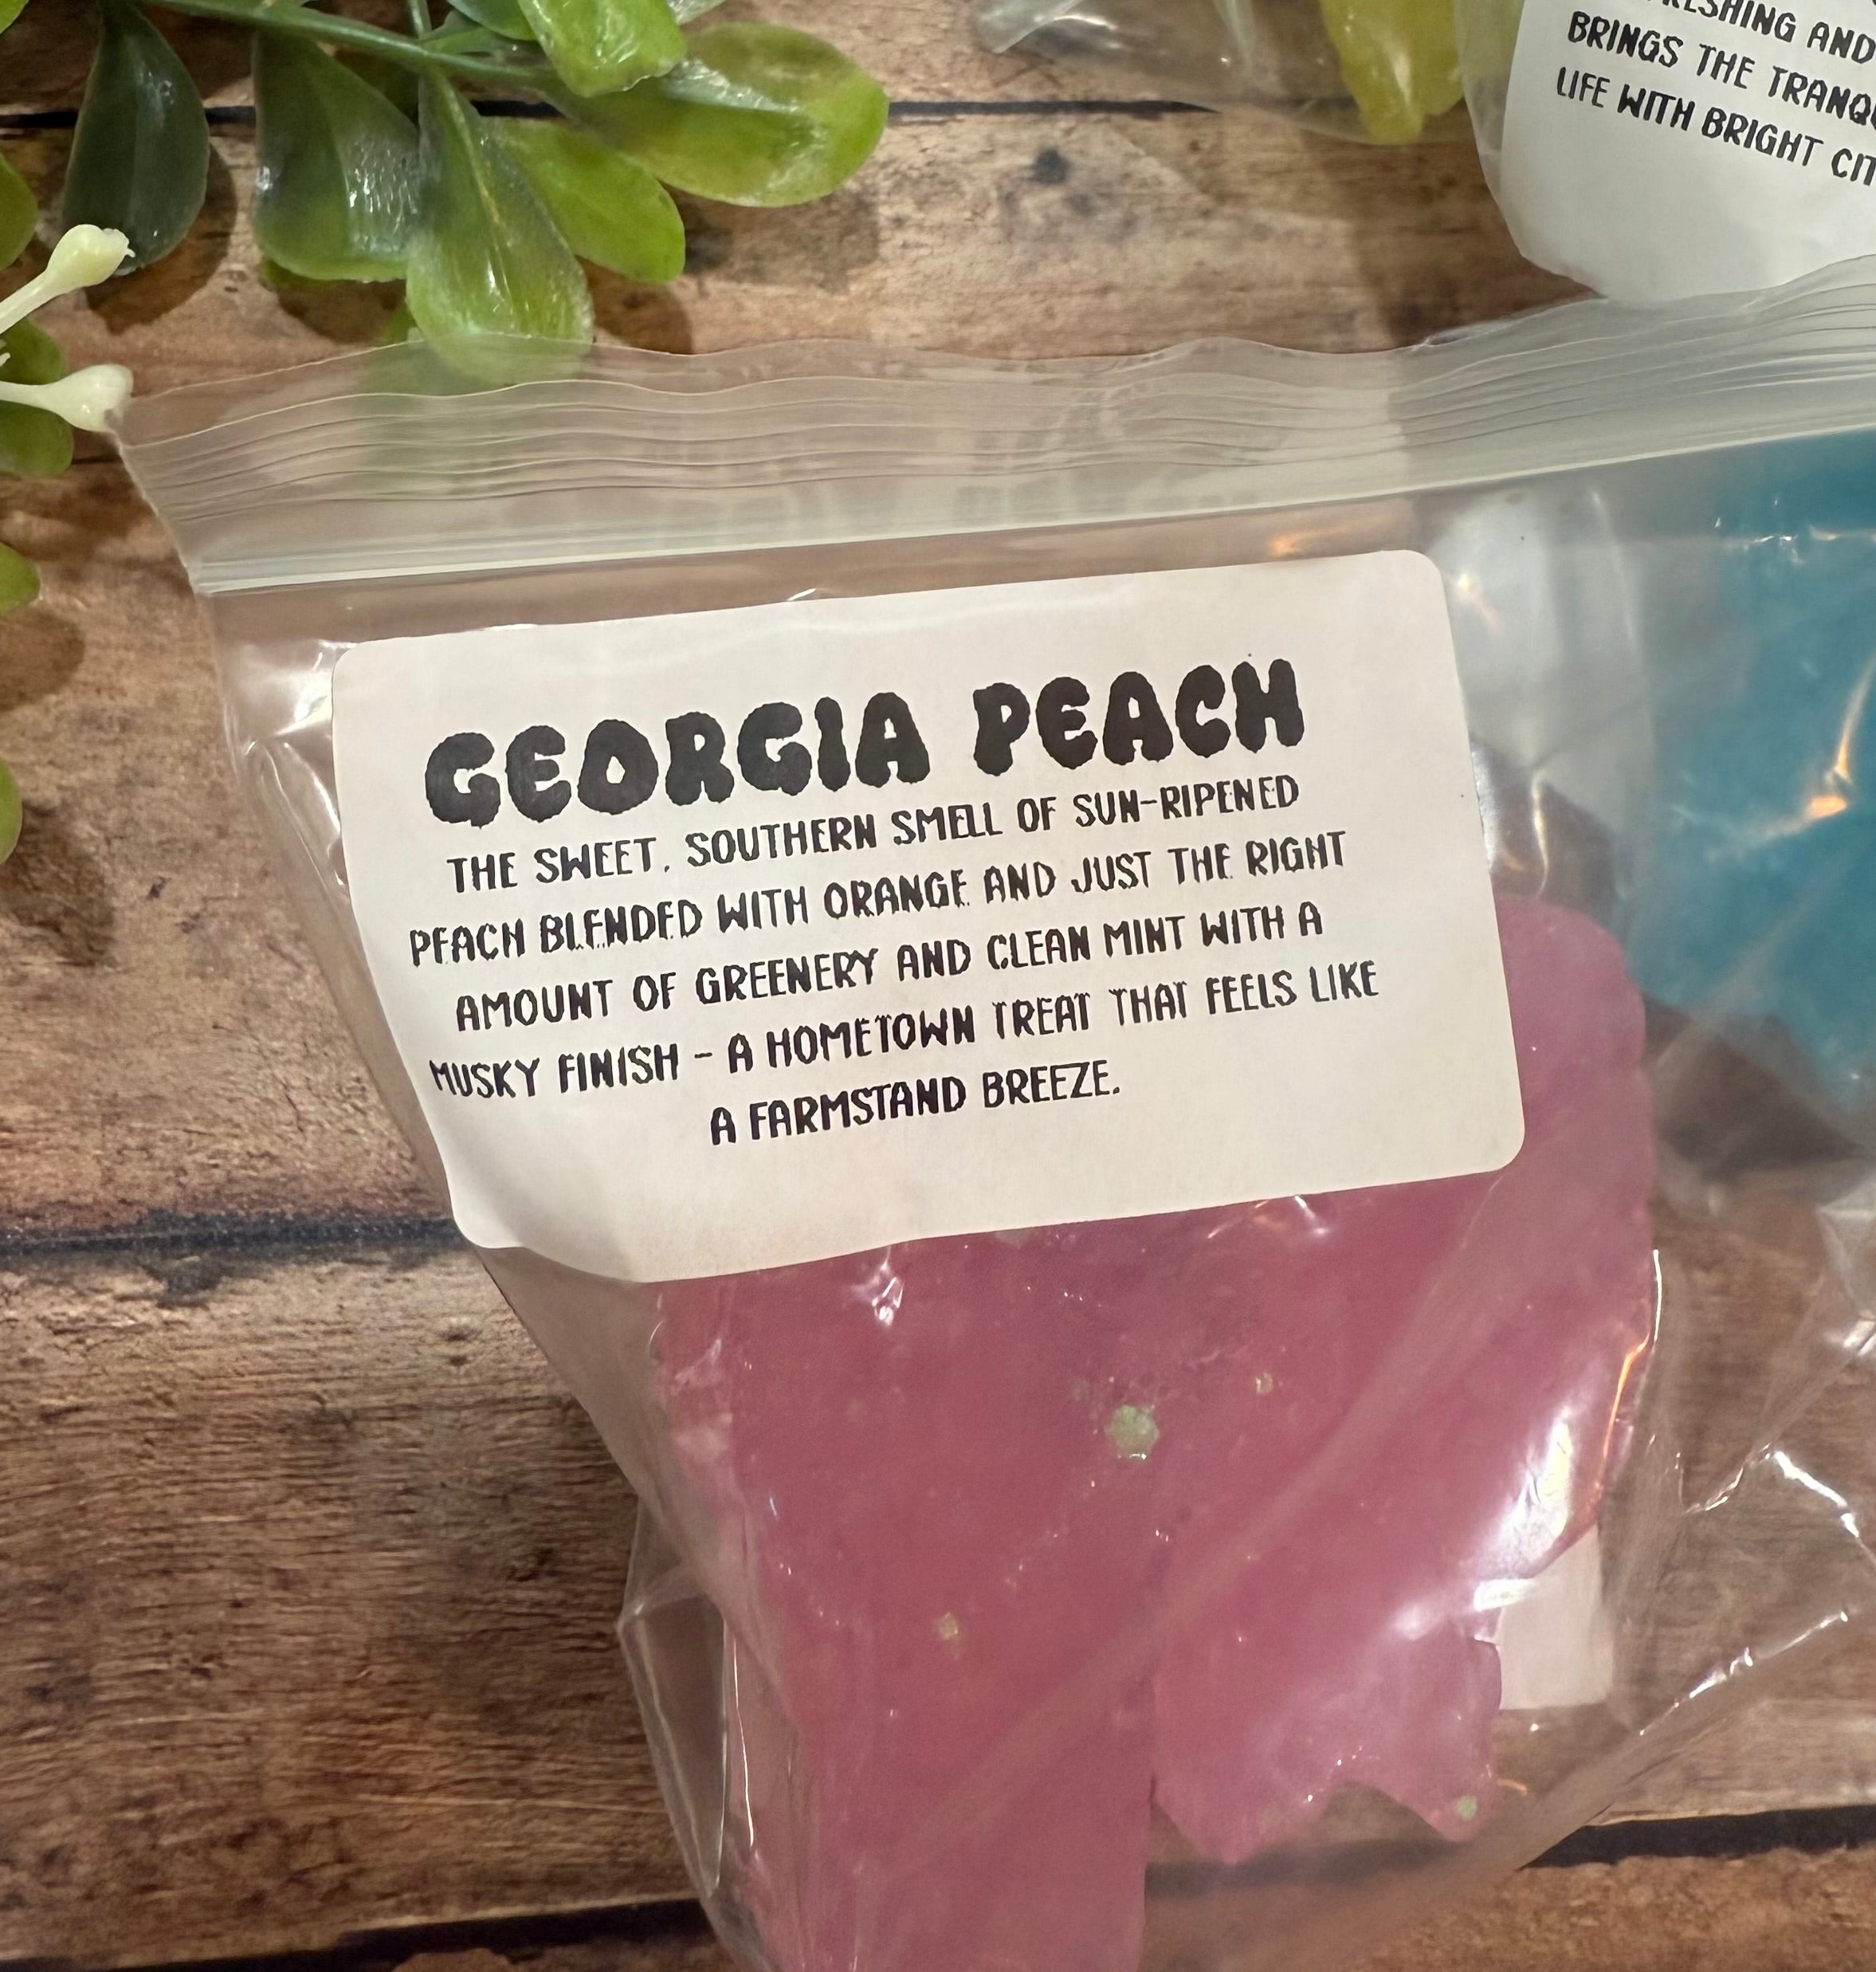 AND
BRINGS THE
LIFE WITH BRIGHT
GEORGIA PEACH
THE SWEET, SOUTHERN SMELL OF SUN-RIPENED
PEACH BLENDED WITH ORANGE AND JUST THE RIGHT
AMOUNT OF GREENERY AND CLEAN MINT WITH A
MUSKY FINISH - A HOMETOWN TREAT THAT FEELS LIKE
A FARMSTAND BREEZE.